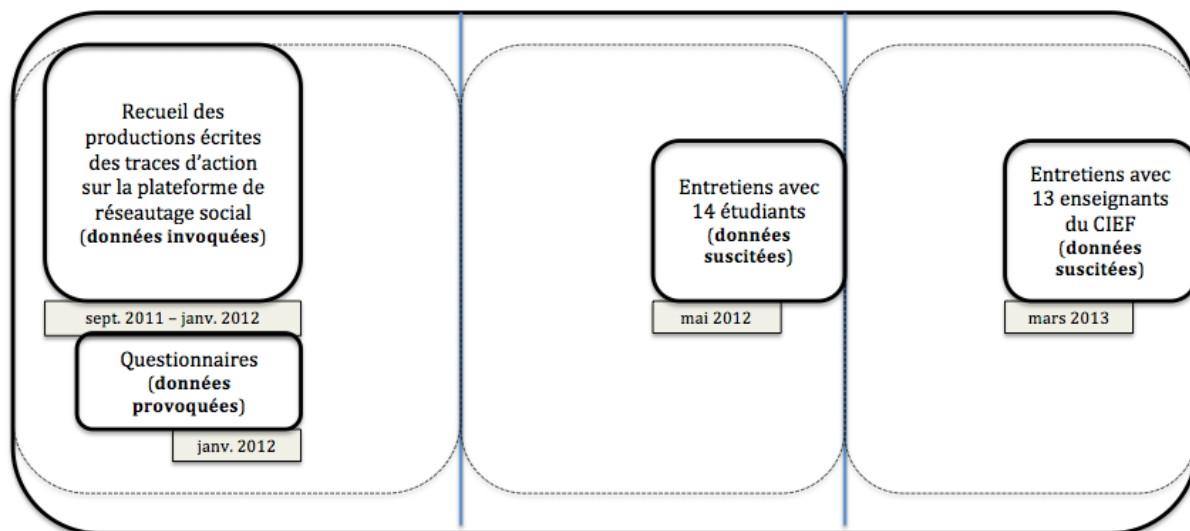 Recueil des
productions écrites
des traces d'action
sur la plateforme de
réseautage social
(données invoquées)
sept. 2011 – janv. 2012
Questionnaires
(données
provoquées)
janv. 2012
Entretiens avec
14 étudiants
(données
suscitées)
mai 2012
Entretiens avec
13 enseignants
du CIEF
(données
suscitées)
mars 2013